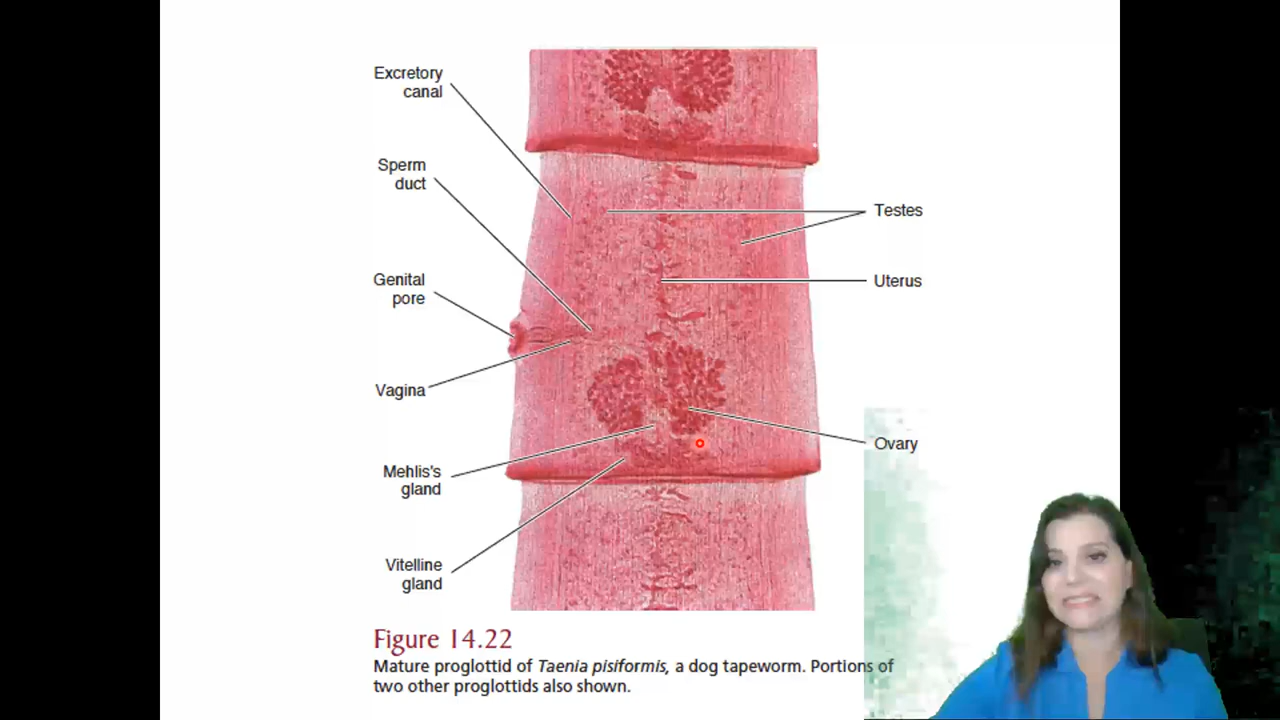 Excretory
canal
Sperm
duct
Genital
pore
Vagina
Mehlis's
gland
Vitelline
gland
Testes
Uterus
Ovary
Figure 14.22
Mature proglottid of Taenia pisiformis, a dog tapeworm. Portions of
two other proglottids also shown.